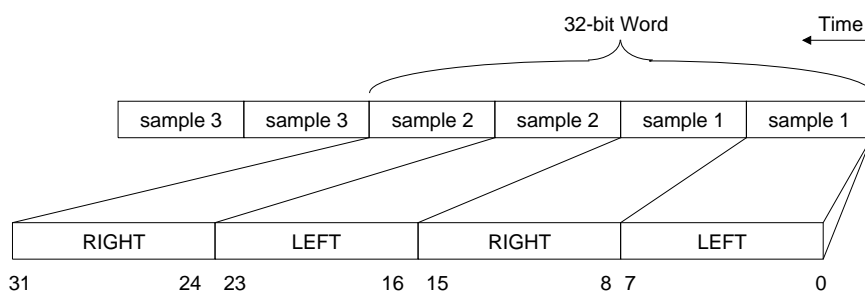 32-bit Word
Time
sample 3 sample 3 sample 2 sample 2 sample 1 sample 1
RIGHT LEFT RIGHT LEFT
31 24 23 16 15 8 7 0